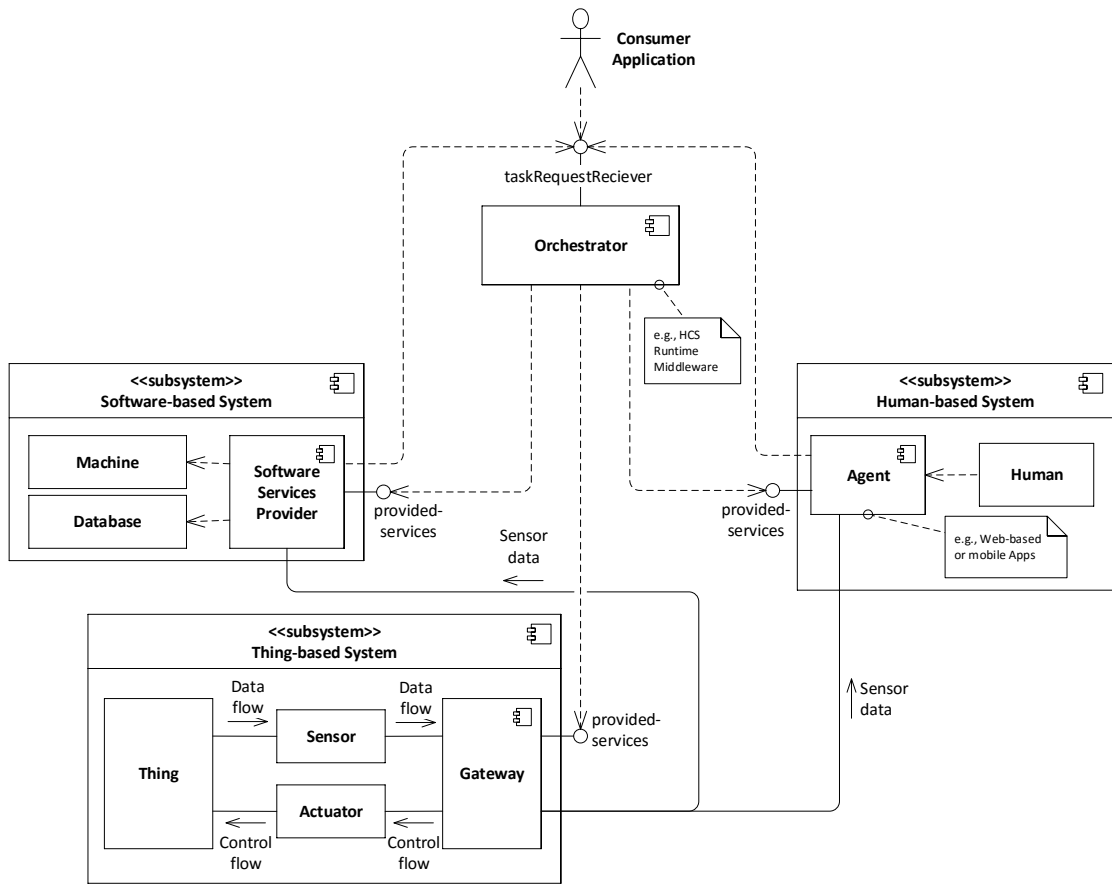 Consumer
Application
taskRequestReciever
Orchestrator
e.g., HCS
Runtime
Middleware
<<subsystem>>
Software-based System
Machine
Database
Software
Services
Provider
provided-
services
<<subsystem>>
Human-based System
Agent
Human
provided-
services
e.g., Web-based
or mobile Apps
Sensor
data
<<subsystem>>
Thing-based System
Data
flow
Data
flow
Thing
Sensor
Actuator
Gateway
Control
flow
Control
flow
provided-
services
Sensor
data